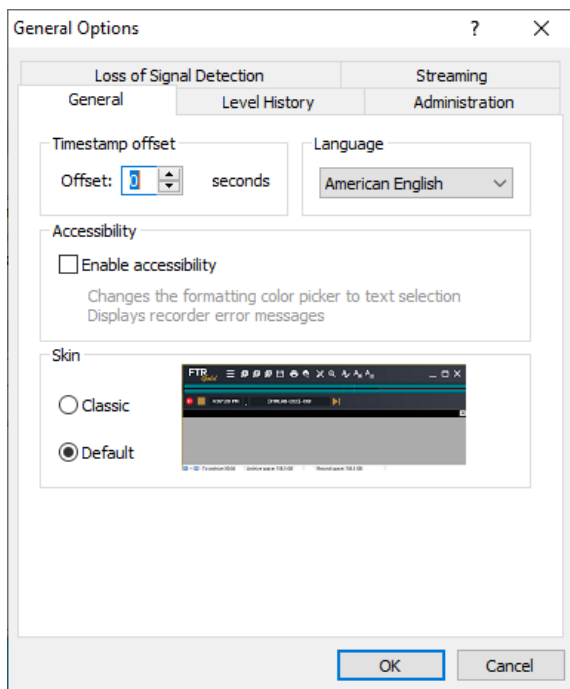 General Options
?
Loss of Signal Detection
Streaming
General
Level History
Administration
Timestamp offset
Offset: 0 seconds
Language
American English
Accessibility
Enable accessibility
Changes the formatting color picker to text selection
Displays recorder error messages
Skin
FTR Gold
Classic
Default
OK
Cancel